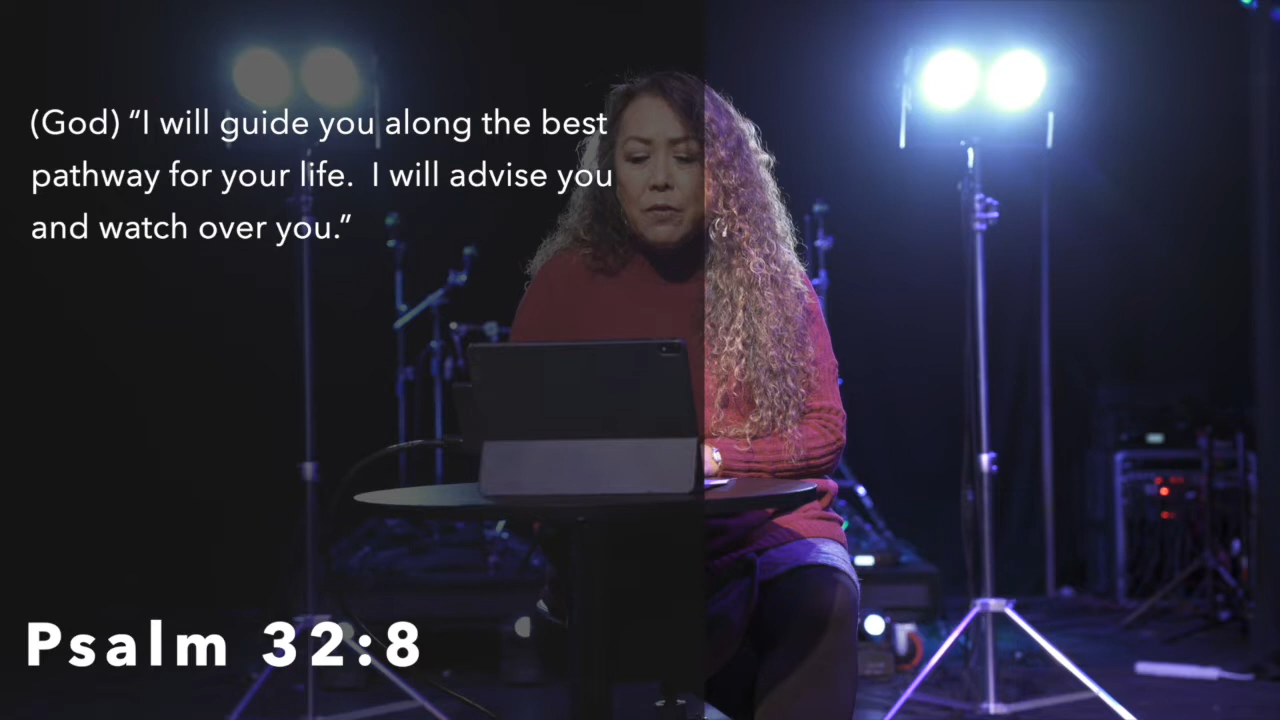 (God) “I will guide you along the best
pathway for your life.  I will advise you
and watch over you.”
Psalm 32:8